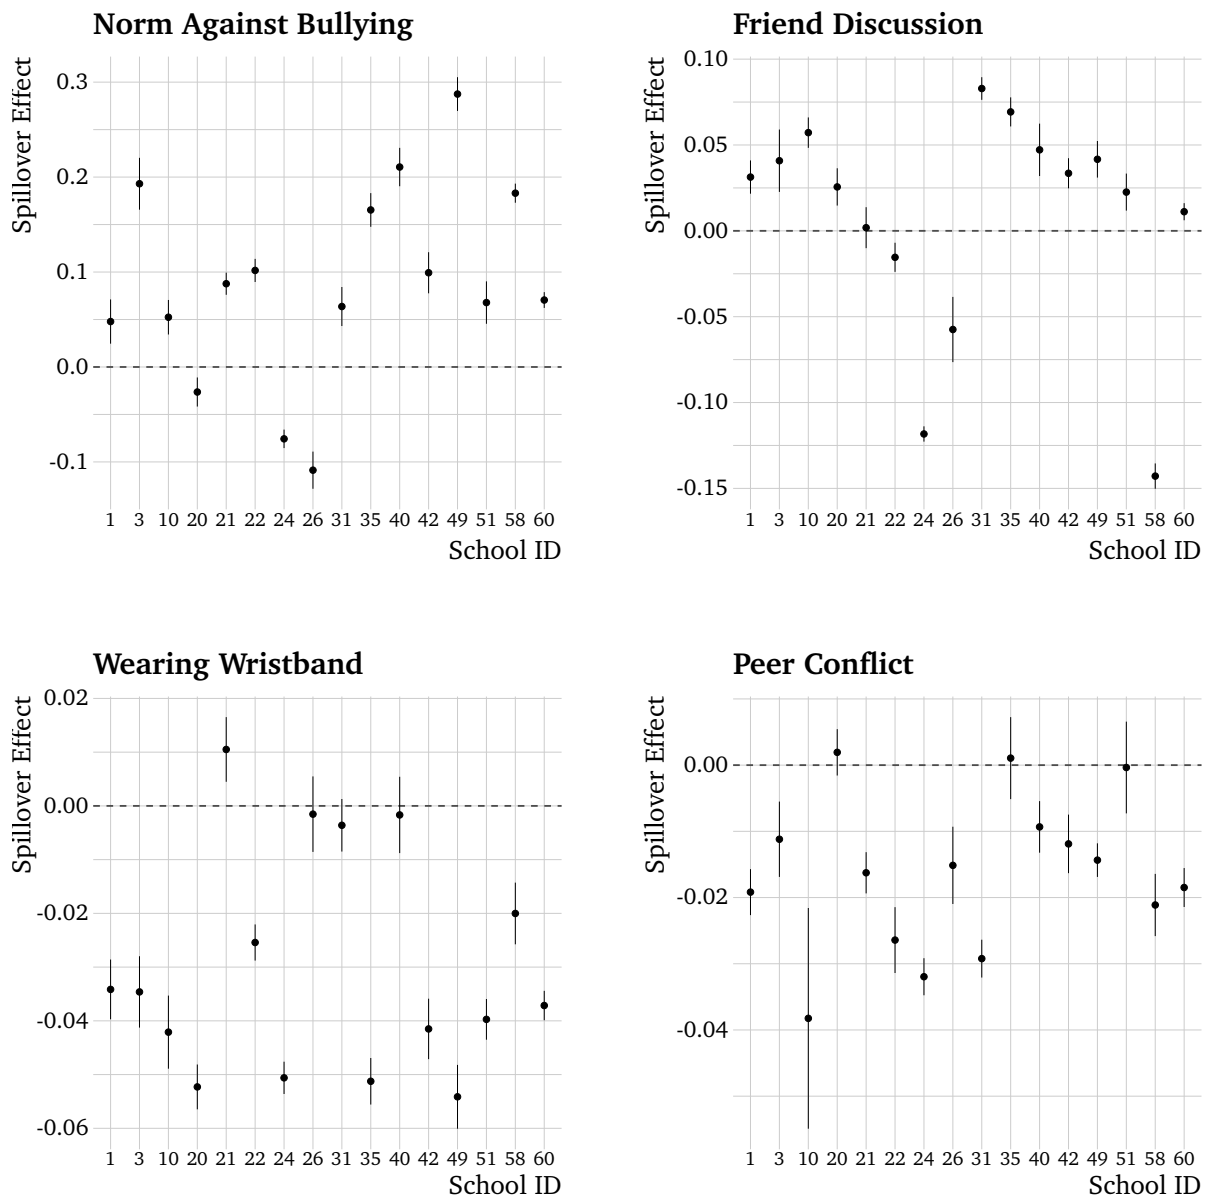 Norm Against Bullying
Spillover Effect
0.3
0.2
0.1
0.0
-0.1
1 3 10 20 21 22 24 26 31 35 40 42 49 51 58 60
School ID
Friend Discussion
Spillover Effect
0.10
0.05
0.00
-0.05
-0.10
-0.15
1 3 10 20 21 22 24 26 31 35 40 42 49 51 58 60
School ID
Wearing Wristband
Spillover Effect
0.02
0.00
-0.02
-0.04
-0.06
1 3 10 20 21 22 24 26 31 35 40 42 49 51 58 60
School ID
Peer Conflict
Spillover Effect
0.00
-0.02
-0.04
1 3 10 20 21 22 24 26 31 35 40 42 49 51 58 60
School ID